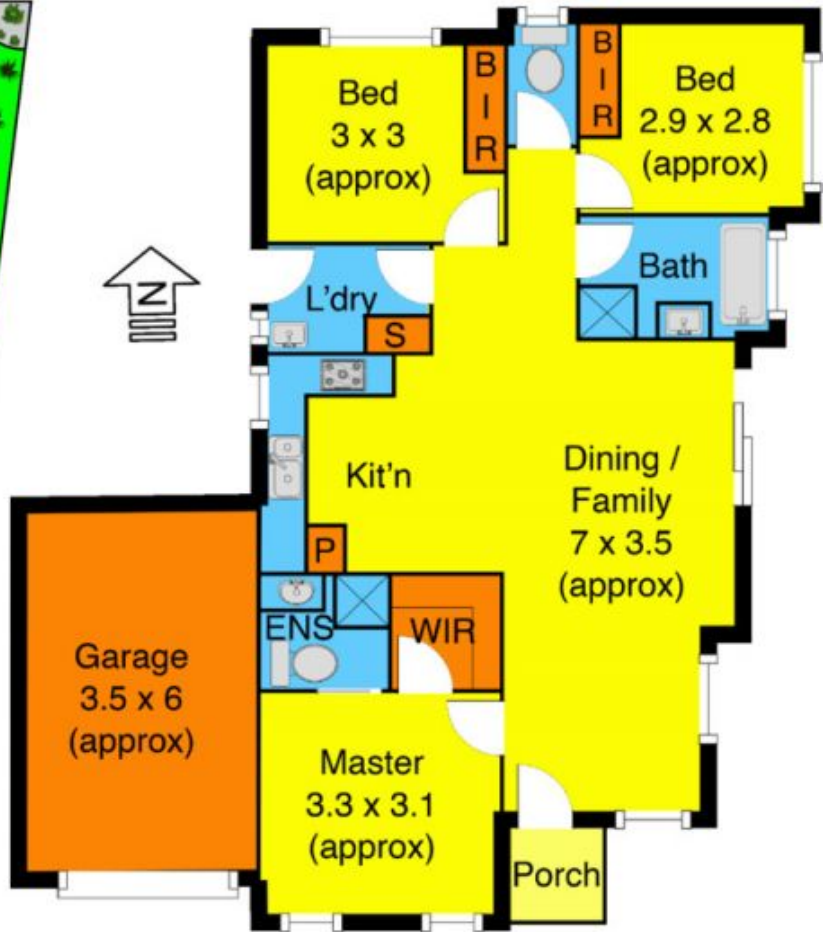 Bed
3 x 3
(approx)
B
I
R
B
I
R
Bed
2.9 x 2.8
(approx)
Bath
L'dry
S
N
Kit'n
P
Dining /
Family
7 x 3.5
(approx)
ENS
WIR
Garage
3.5 x 6
(approx)
Master
3.3 x 3.1
(approx)
Porch